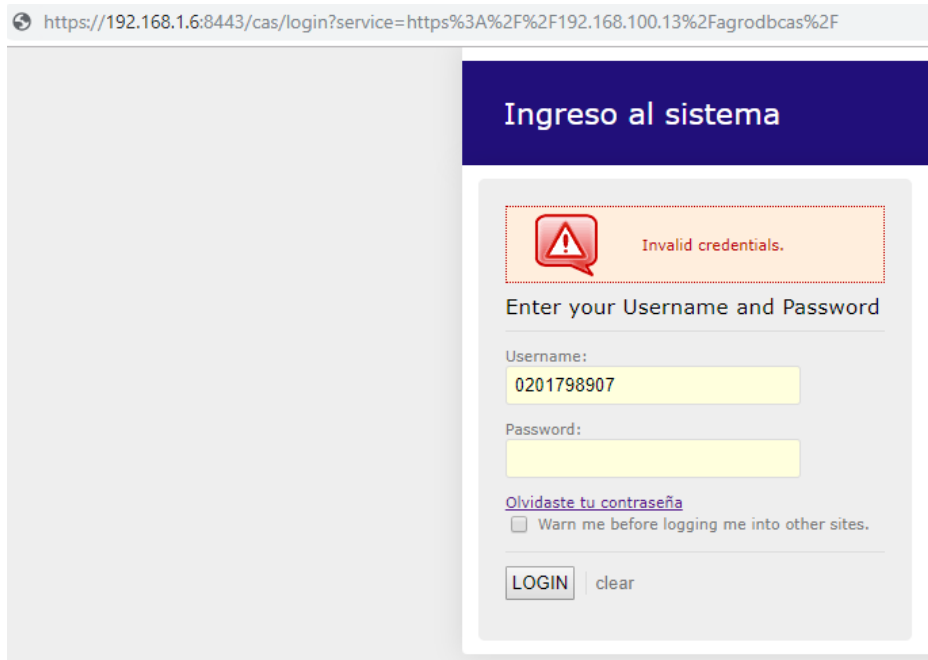 https://192.168.1.6:8443/cas/login?service=https%3A%2F%2F192.168.100.13%2Fagrodbcas%2F
Ingreso al sistema
Invalid credentials.
Enter your Username and Password
Username:
0201798907
Password:
Olvidaste tu contraseña
Warn me before logging me into other sites.
LOGIN clear